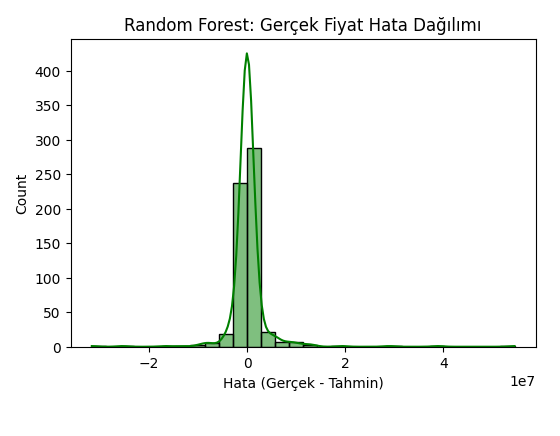 Random Forest: Gerçek Fiyat Hata Dağılımı
Count
400
350
300
250
200
150
100
50
0
−2 0 2 4
1e7
Hata (Gerçek - Tahmin)